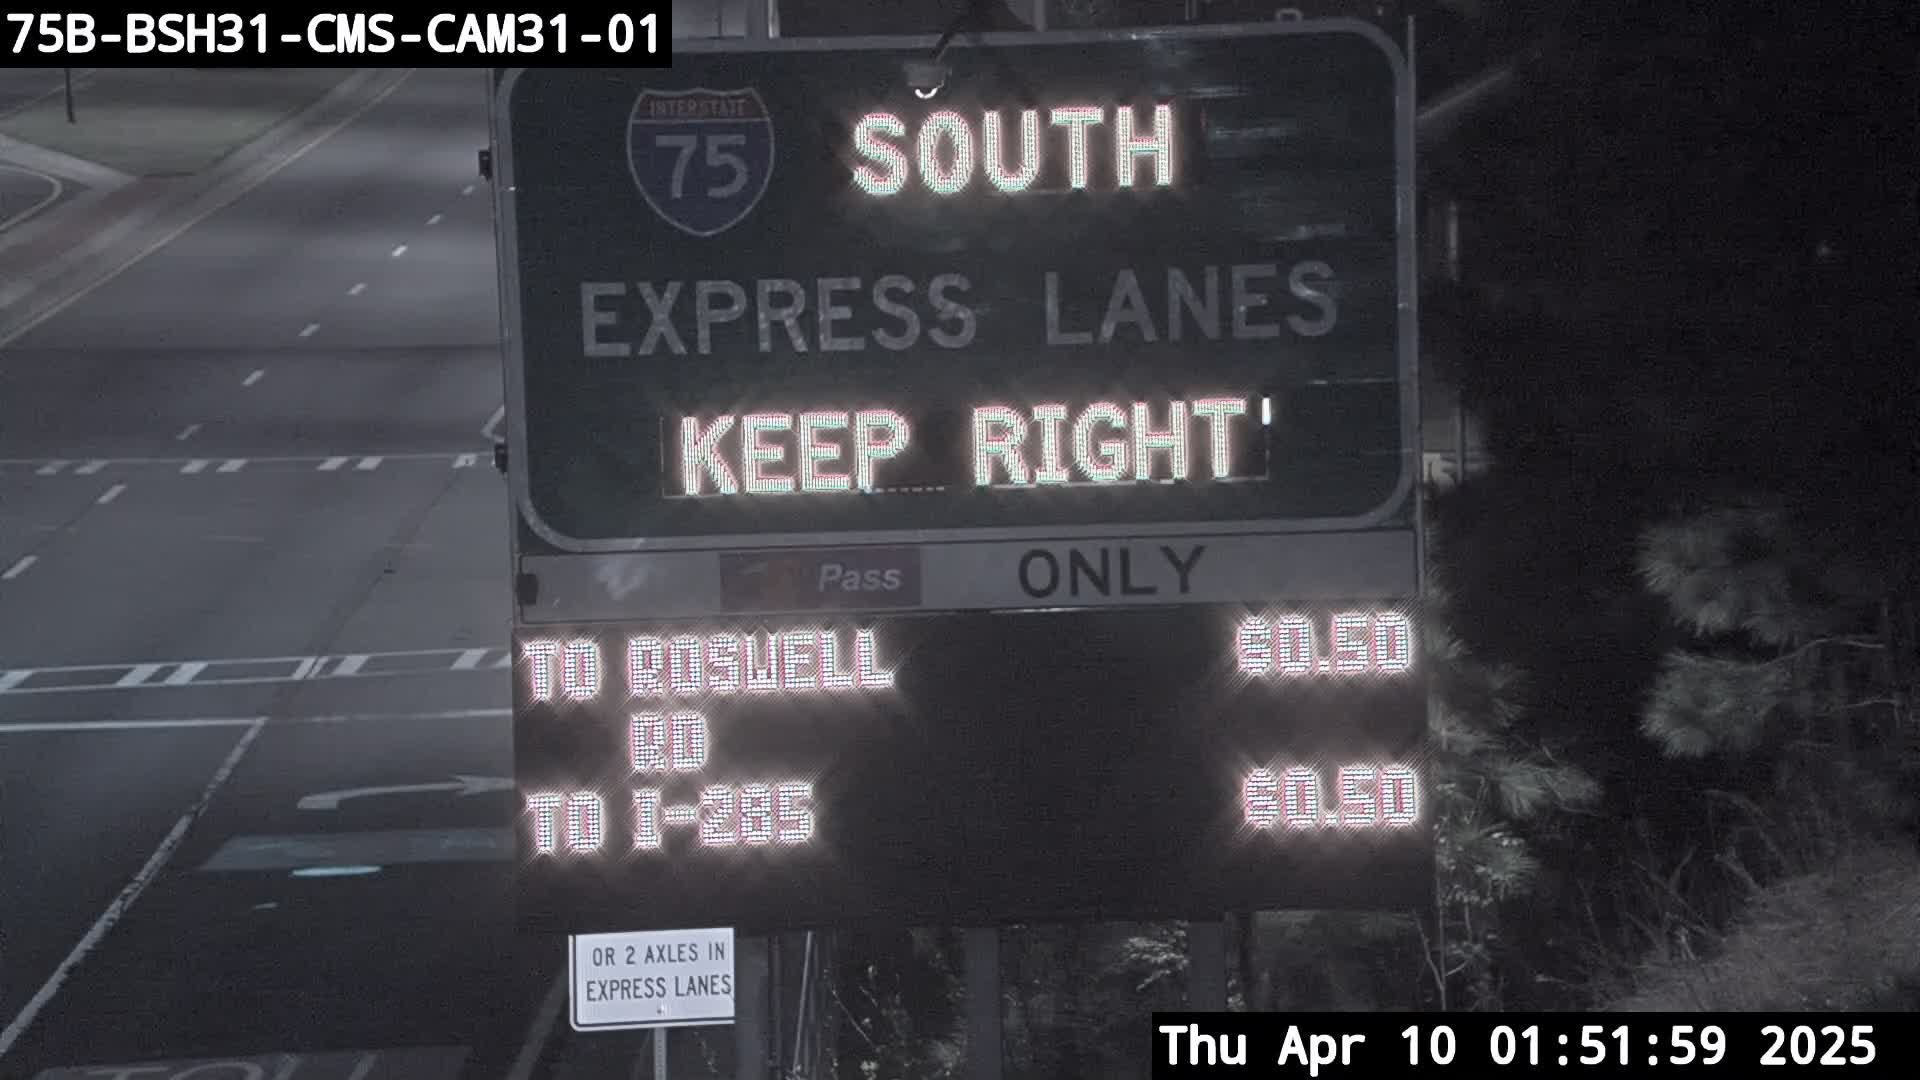 75B-BSH31-CMS-CAM31-01
INTERSTATE
75
SOUTH
EXPRESS LANES
KEEP RIGHT
Pass ONLY
TO ROSWELL $0.50
RD
TO I-285 $0.50
OR 2 AXLES IN
EXPRESS LANES
Thu Apr 10 01:51:59 2025